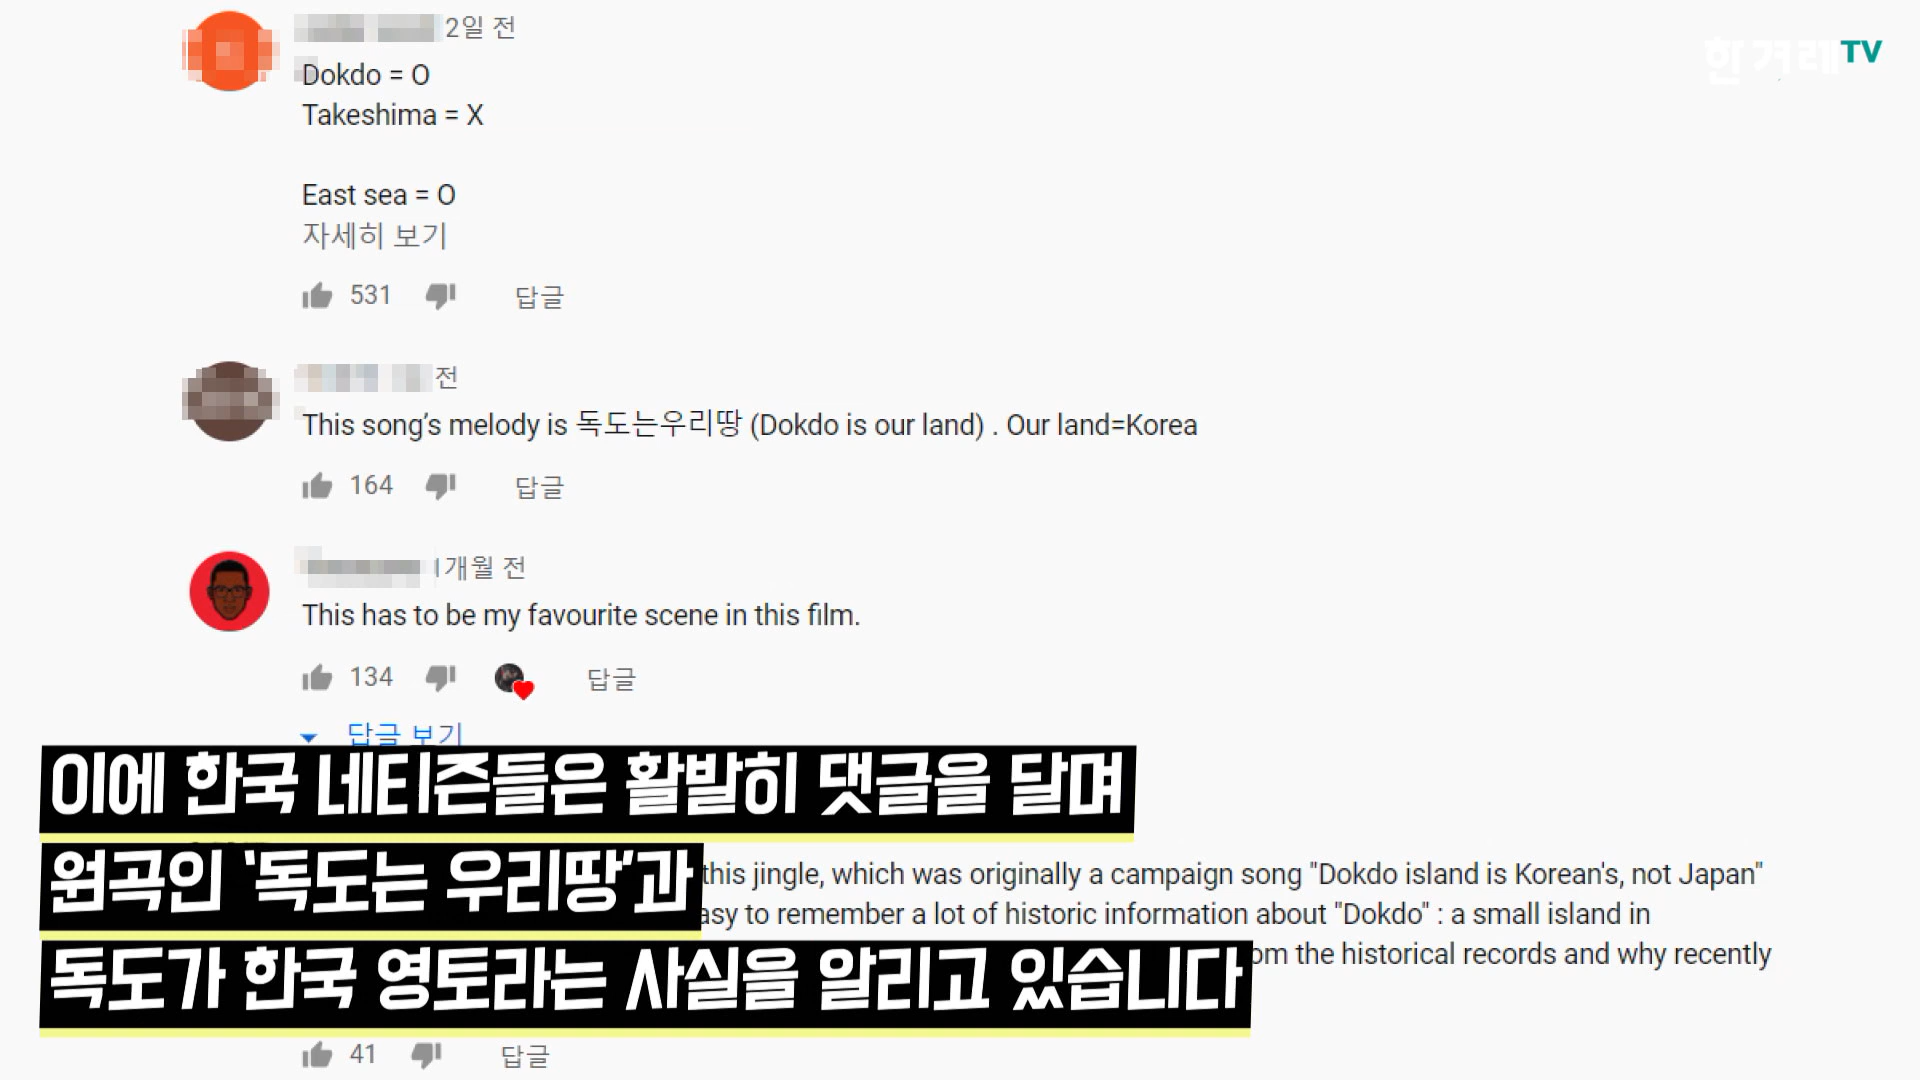 한겨레TV
2일 전
Dokdo = O
Takeshima = X
East sea = O
자세히 보기
531 답글
전
This song’s melody is 독도는우리땅 (Dokdo is our land) . Our land=Korea
164 답글
1개월 전
This has to be my favourite scene in this film.
134 답글
답글 보기
이에 한국 네티즌들은 활발히 댓글을 달며
원곡인 ‘독도는 우리땅’과
this jingle, which was originally a campaign song "Dokdo island is Korean's, not Japan"
to remember a lot of historic information about "Dokdo" : a small island in
독도가 한국 영토라는 사실을 알리고 있습니다
the historical records and why recently
41 답글